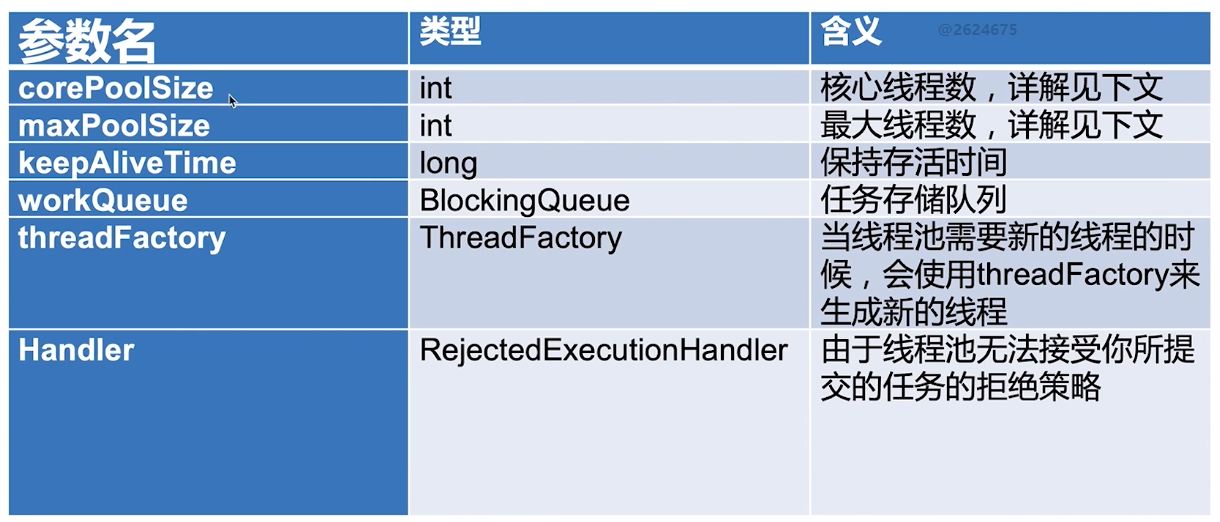 参数名 类型 含义 @2624675
corePoolSize int 核心线程数，详解见下文
maxPoolSize int 最大线程数，详解见下文
keepAliveTime long 保持存活时间
workQueue BlockingQueue 任务存储队列
threadFactory ThreadFactory 当线程池需要新的线程的时
候，会使用threadFactory来
生成新的线程
Handler RejectedExecutionHandler 由于线程池无法接受你所提
交的任务的拒绝策略